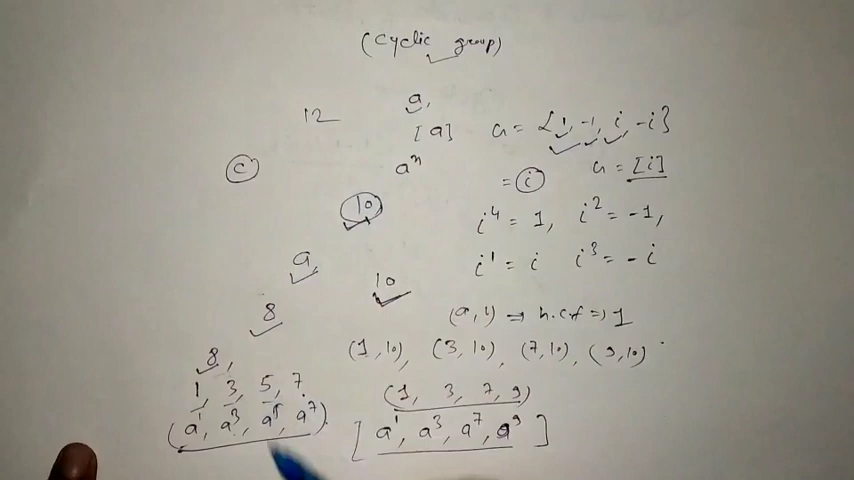 (Cyclic group)
12 a,
[a] G = {1, -1, i, -i}
C a^n = i G = [i]
10 i^4 = 1, i^2 = -1,
a, i^1 = i i^3 = -i
10
8 (a, 1) ⇒ h.c.f ⇒ 1
8, (1, 10), (3, 10), (7, 10), (9, 10)
1, 3, 5, 7 (1, 3, 7, 9)
(a^1, a^3, a^5, a^7) [a^1, a^3, a^7, a^9]